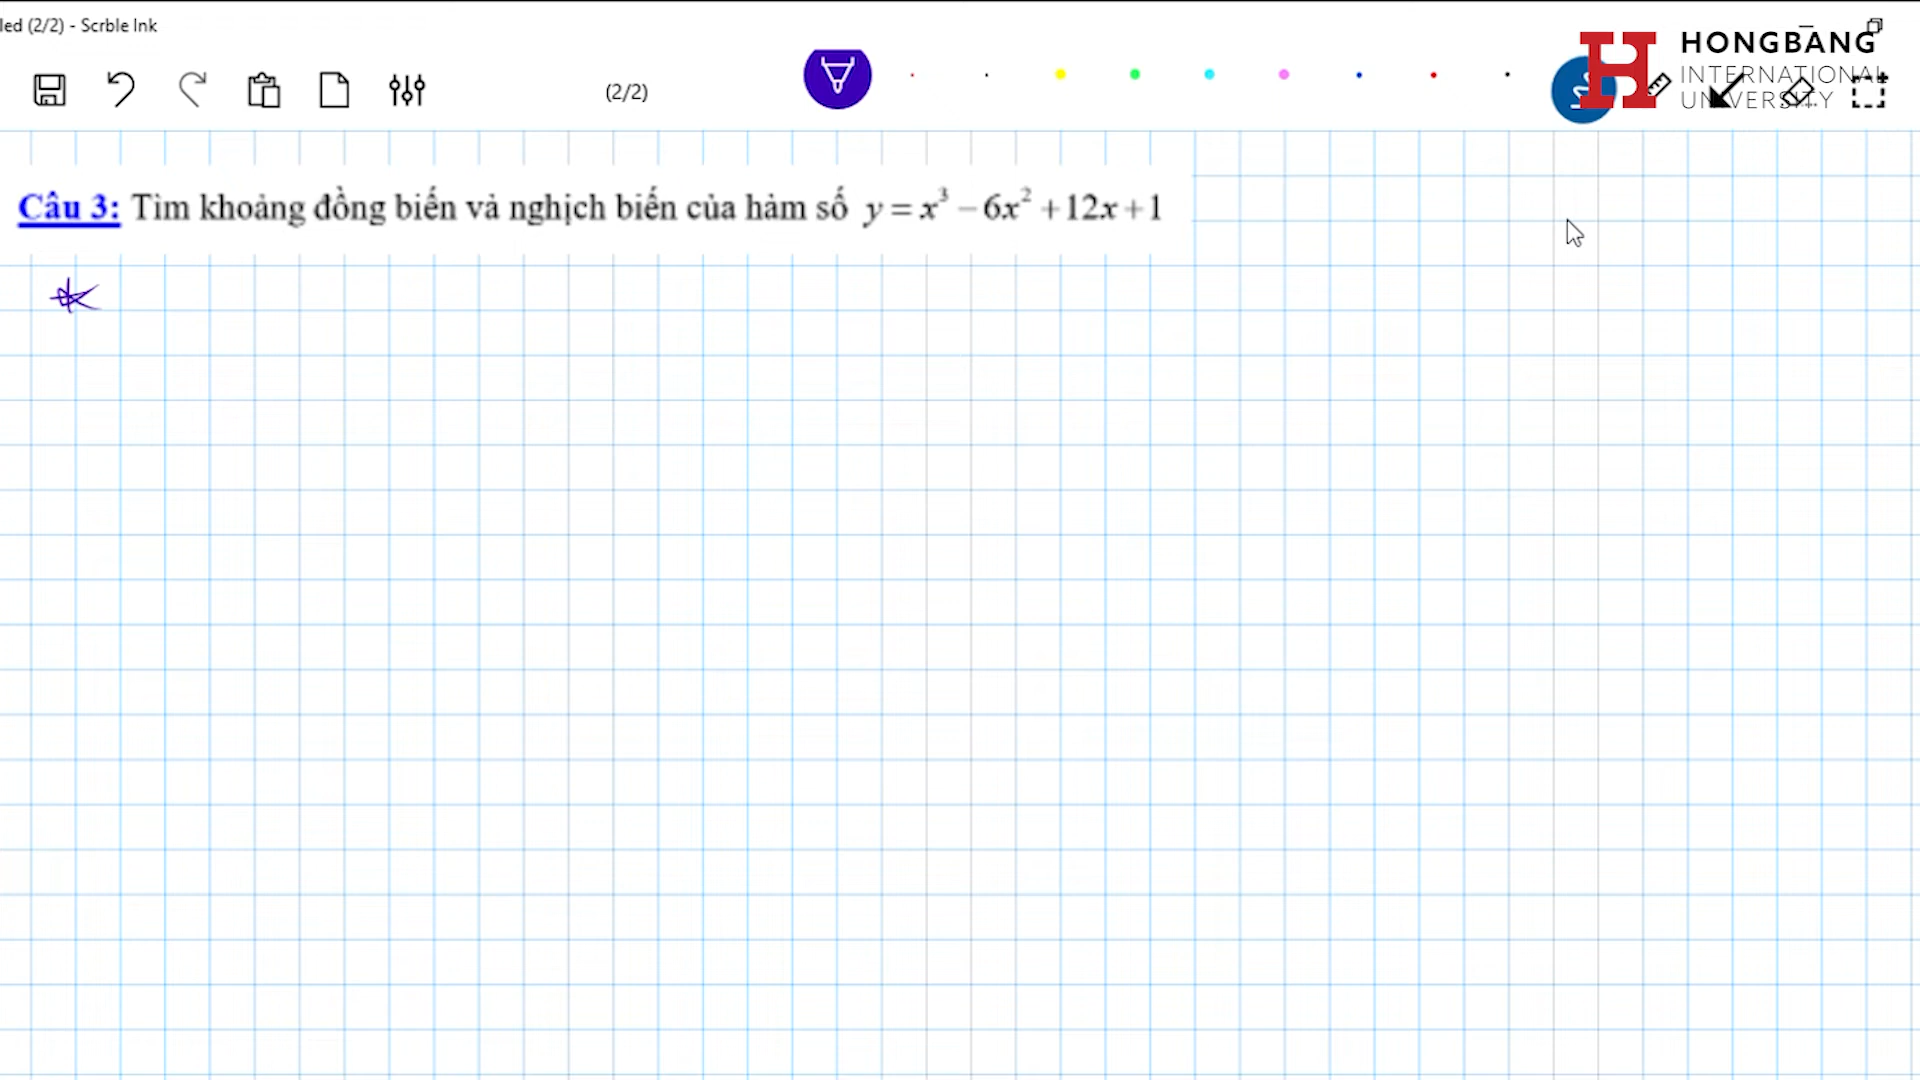 led (2/2) - Scrble Ink
(2/2)
HONGBANG
INTERNATIONAL
UNIVERSITY
Câu 3: Tìm khoảng đồng biến và nghịch biến của hàm số y = x³ − 6x² + 12x + 1